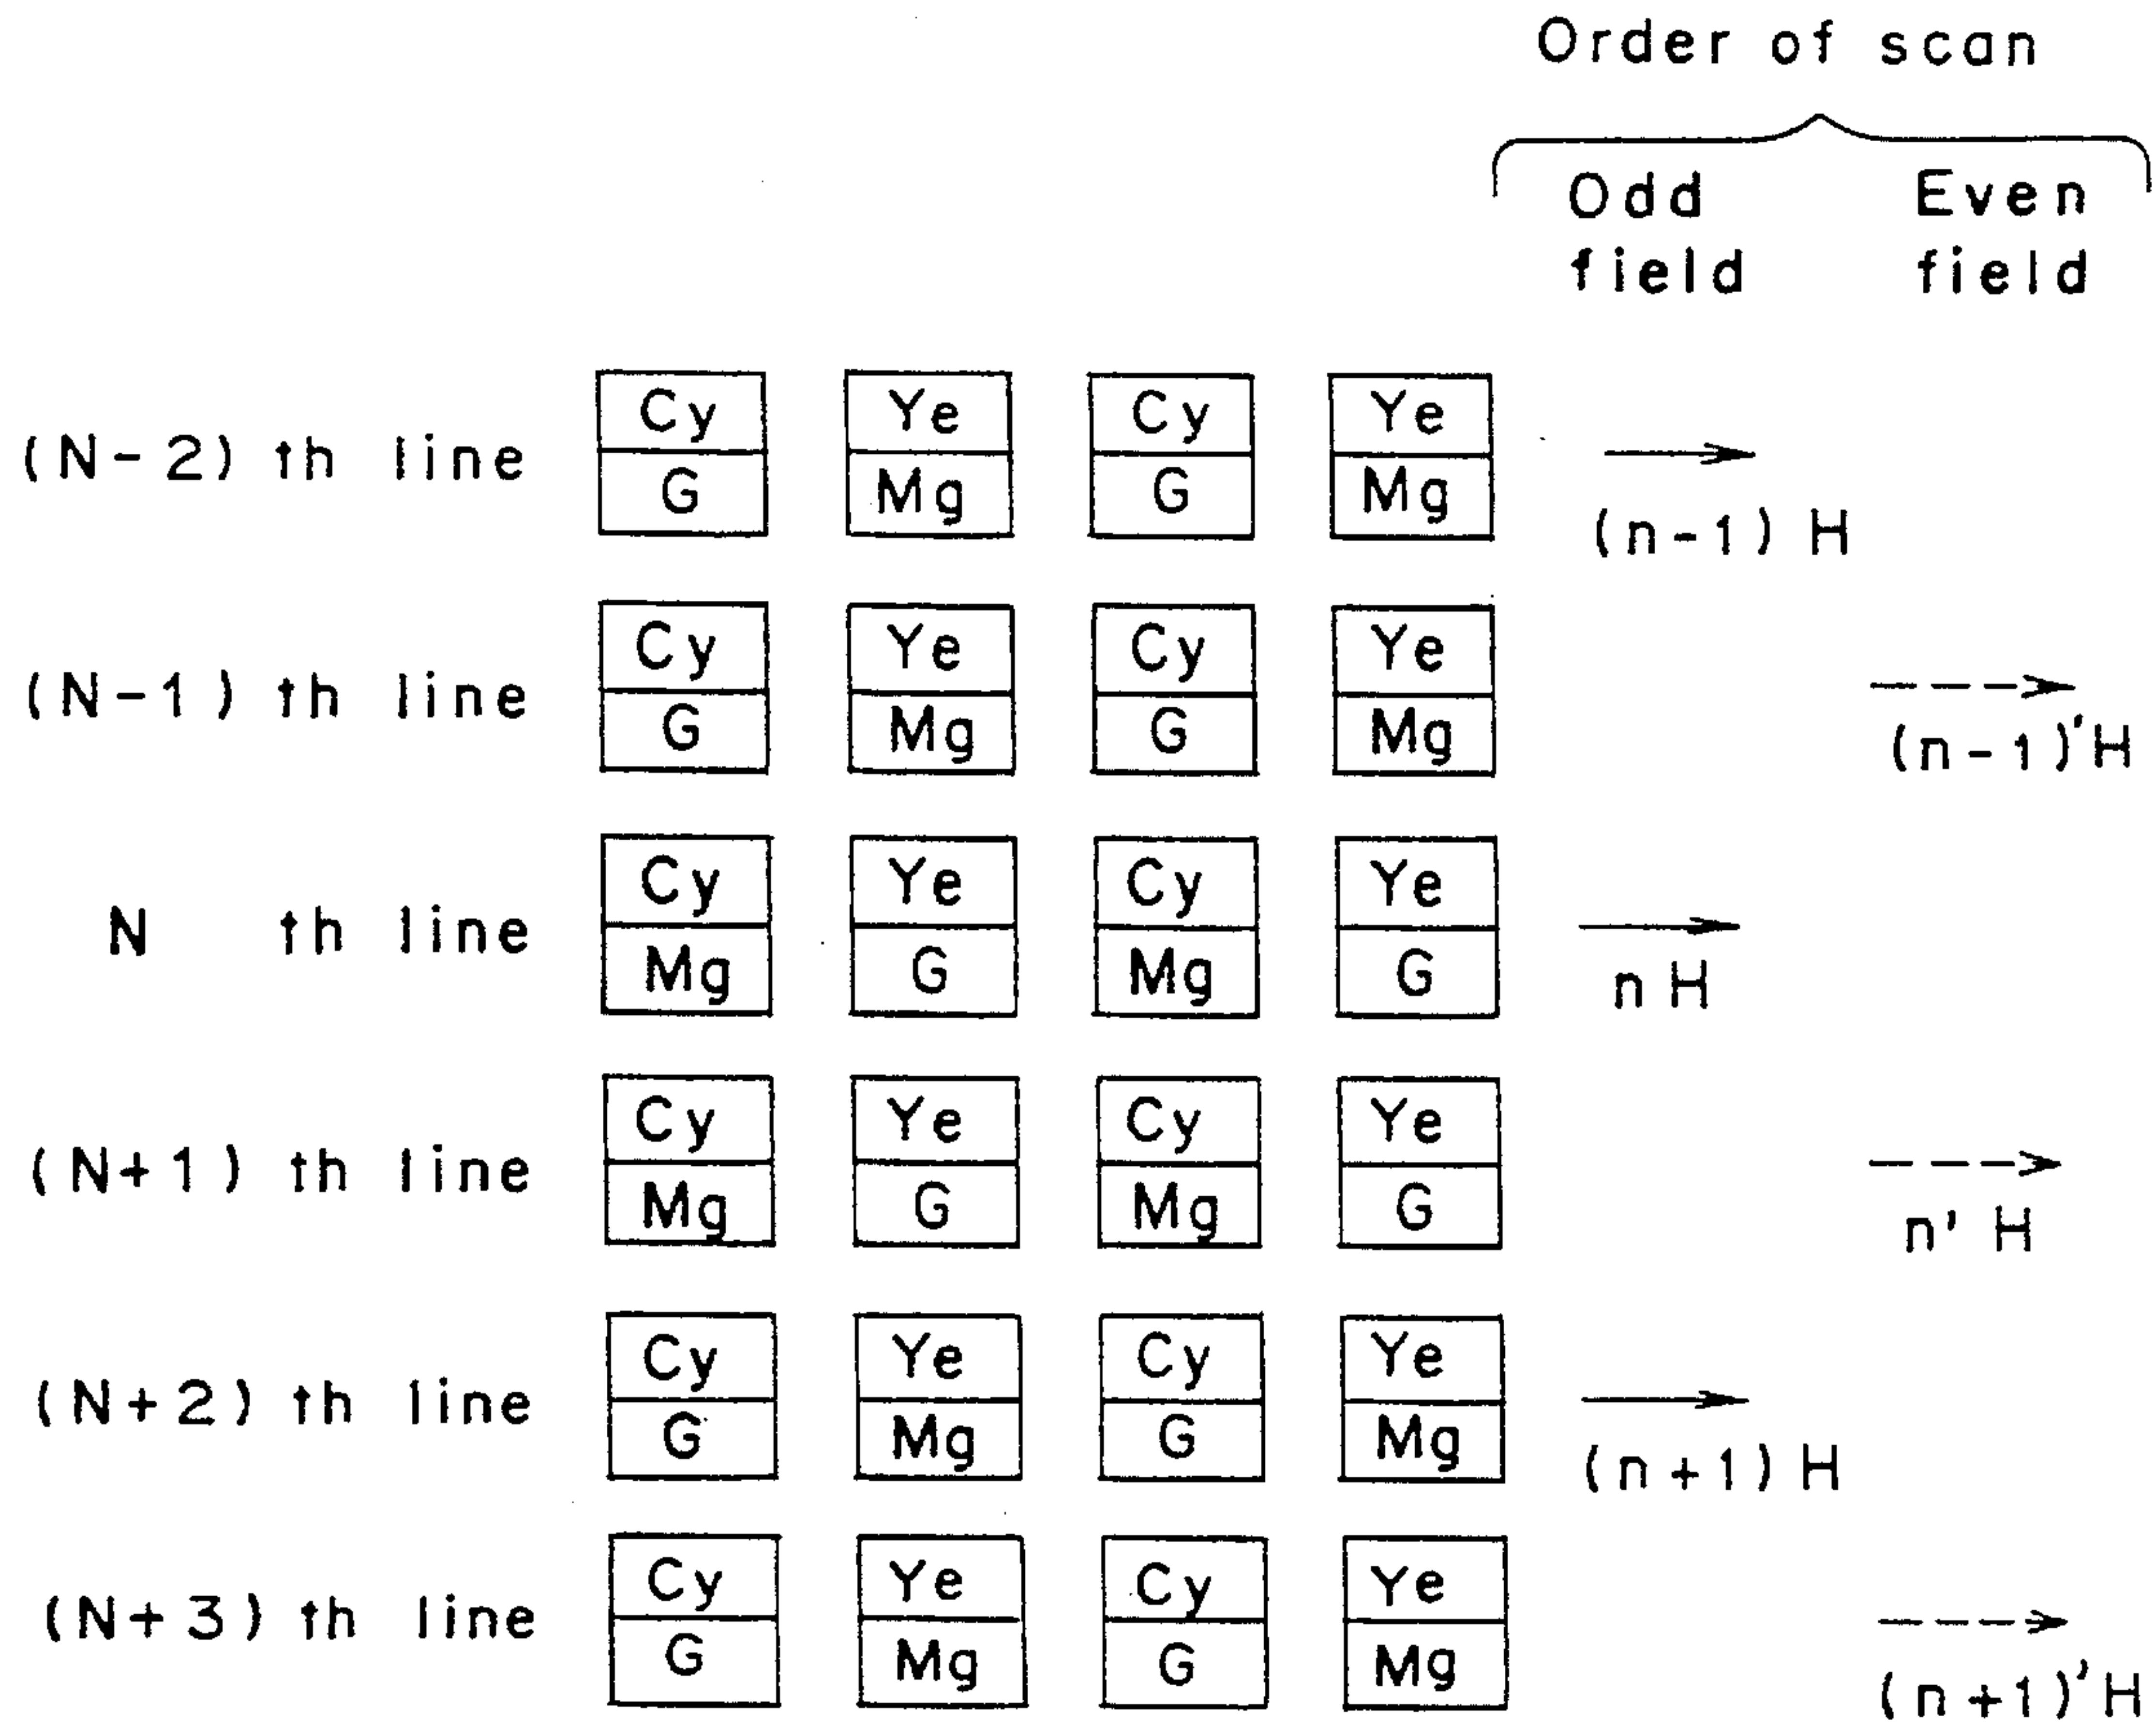 Order of scan
Odd field Even field
Cy Ye Cy Ye
(N-2) th line
G Mg G Mg
(n-1) H
Cy Ye Cy Ye
(N-1) th line
G Mg G Mg
(n-1)'H
Cy Ye Cy Ye
N th line
Mg G Mg G
nH
Cy Ye Cy Ye
(N+1) th line
Mg G Mg G
n' H
Cy Ye Cy Ye
(N+2) th line
G Mg G Mg
(n+1) H
Cy Ye Cy Ye
(N+3) th line
G Mg G Mg
(n+1)'H